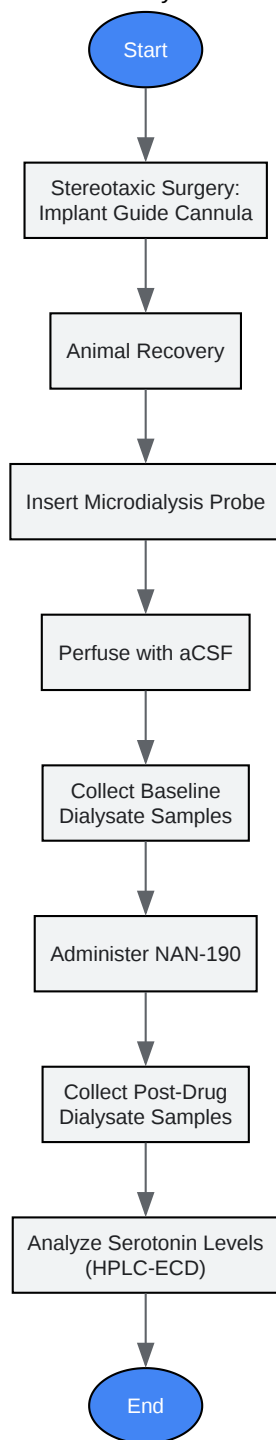 Start
Stereotaxic Surgery:
Implant Guide Cannula
Animal Recovery
Insert Microdialysis Probe
Perfuse with aCSF
Collect Baseline
Dialysate Samples
Administer NAN-190
Collect Post-Drug
Dialysate Samples
Analyze Serotonin Levels
(HPLC-ECD)
End